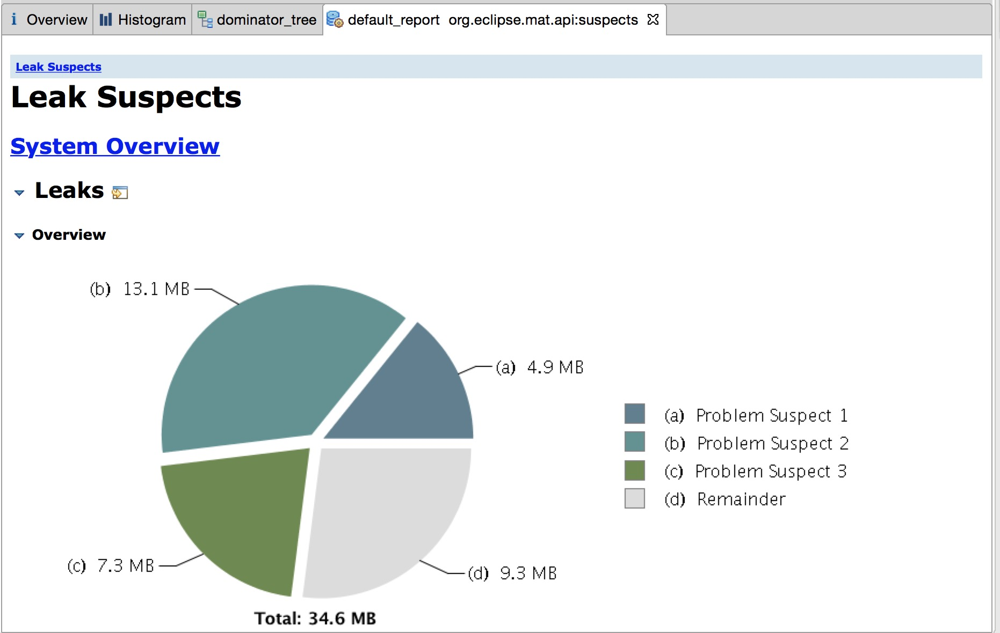 Overview Histogram dominator_tree default_report org.eclipse.mat.api:suspects
Leak Suspects
Leak Suspects
System Overview
Leaks
Overview
(b) 13.1 MB
(a) 4.9 MB
(a) Problem Suspect 1
(b) Problem Suspect 2
(c) Problem Suspect 3
(d) Remainder
(c) 7.3 MB
(d) 9.3 MB
Total: 34.6 MB